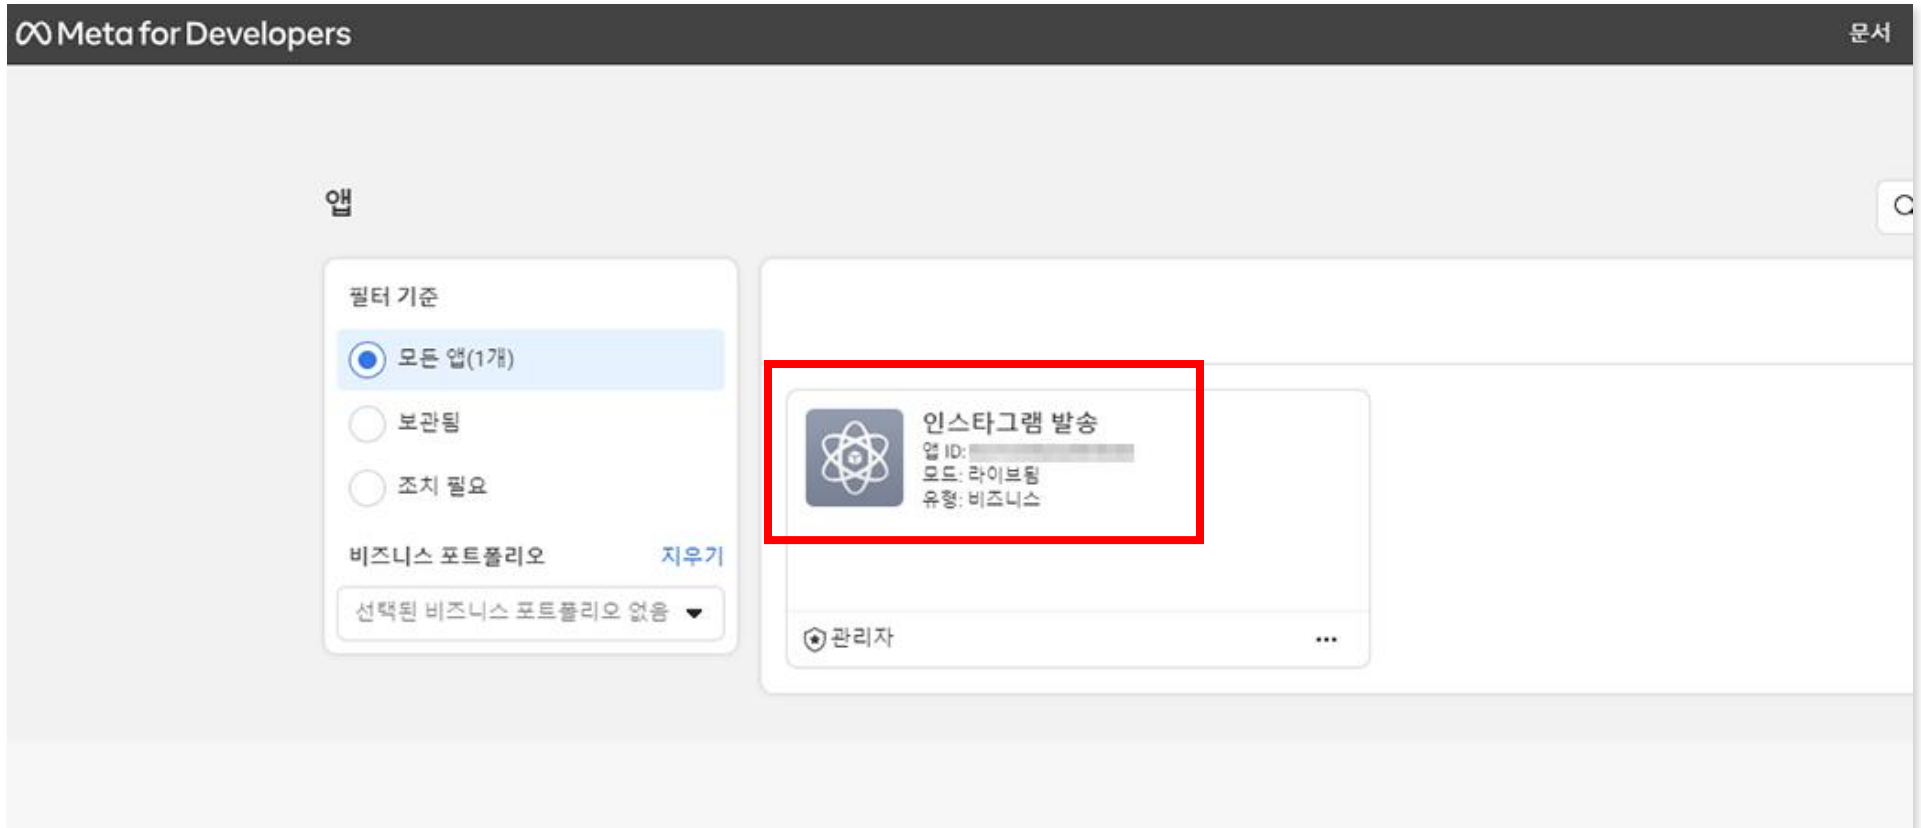 Meta for Developers
문서
앱
필터 기준
모든 앱(1개)
보관됨
조치 필요
비즈니스 포트폴리오
지우기
선택된 비즈니스 포트폴리오 없음
인스타그램 발송
앱 ID:
모드: 라이브됨
유형: 비즈니스
관리자